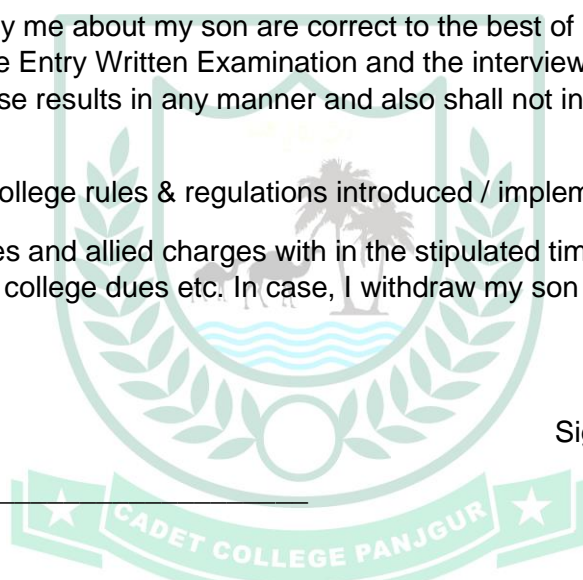 y me about my son are correct to the best of
e Entry Written Examination and the interview
se results in any manner and also shall not in
ollege rules & regulations introduced / implem
es and allied charges with in the stipulated tim
college dues etc. In case, I withdraw my son
Sig
CADET COLLEGE PANJGUR